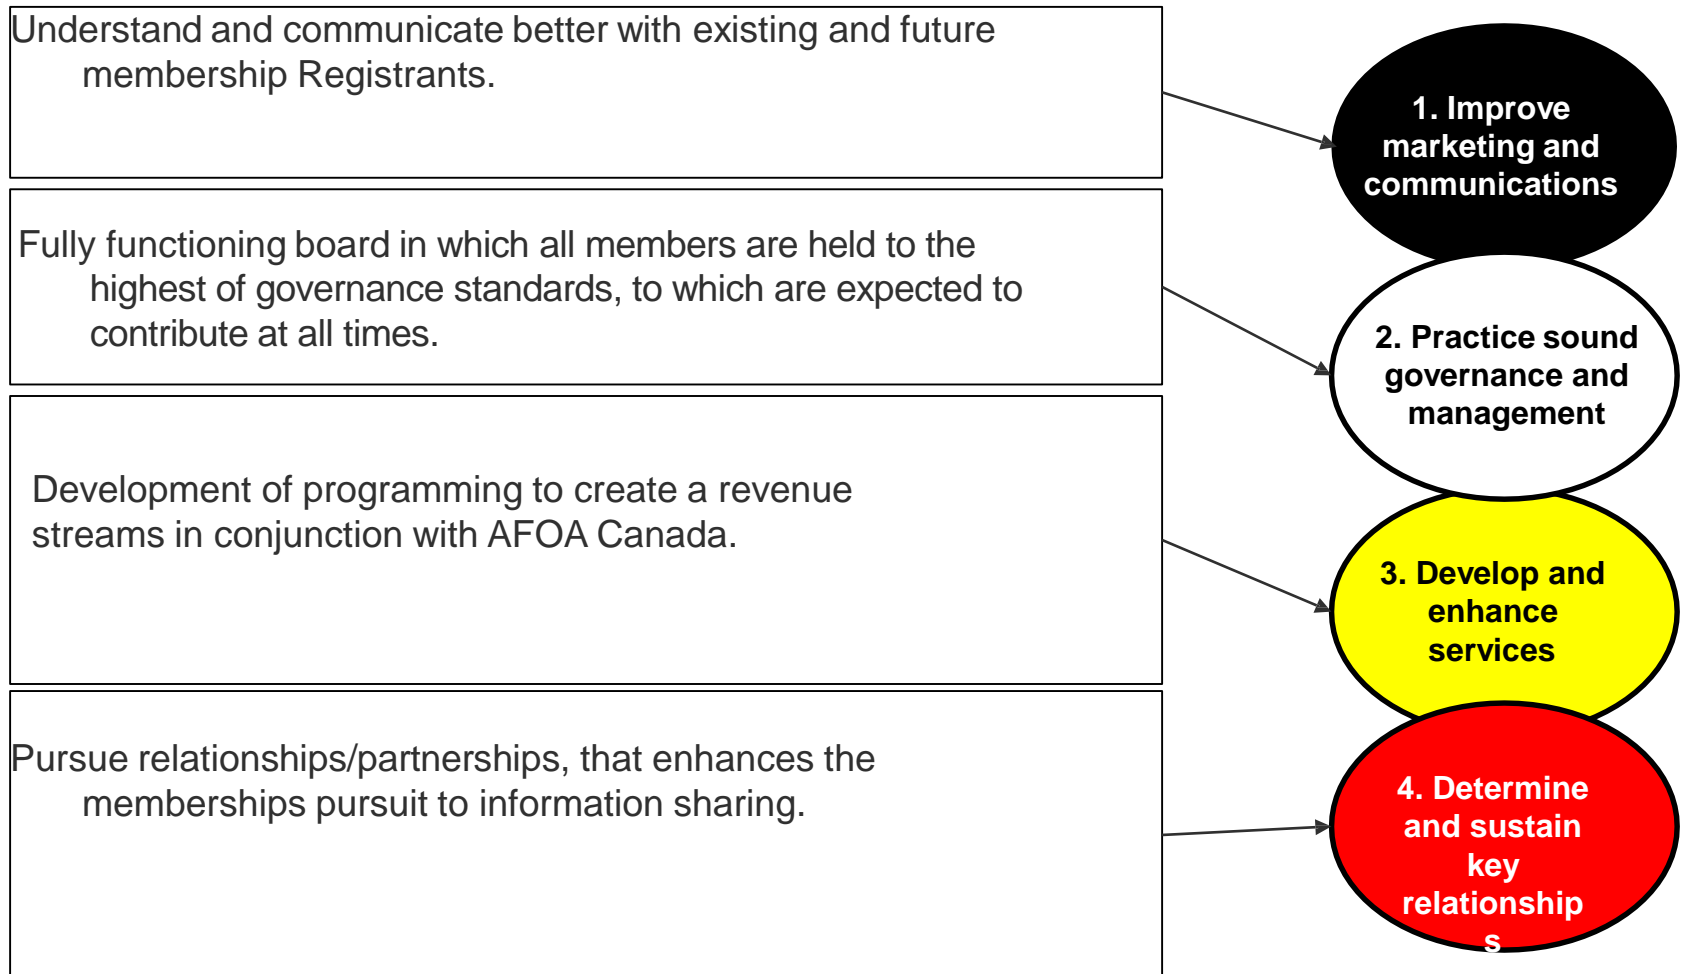 Understand and communicate better with existing and future
membership Registrants.
1. Improve
marketing and
communications
Fully functioning board in which all members are held to the
highest of governance standards, to which are expected to
contribute at all times.
2. Practice sound
governance and
management
Development of programming to create a revenue
streams in conjunction with AFOA Canada.
3. Develop and
enhance
services
Pursue relationships/partnerships, that enhances the
memberships pursuit to information sharing.
4. Determine
and sustain
key
relationship
s